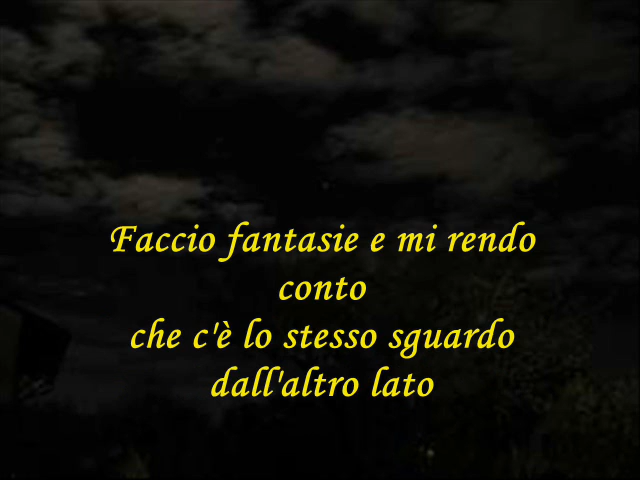 Faccio fantasie e mi rendo
conto
che c'è lo stesso sguardo
dall'altro lato